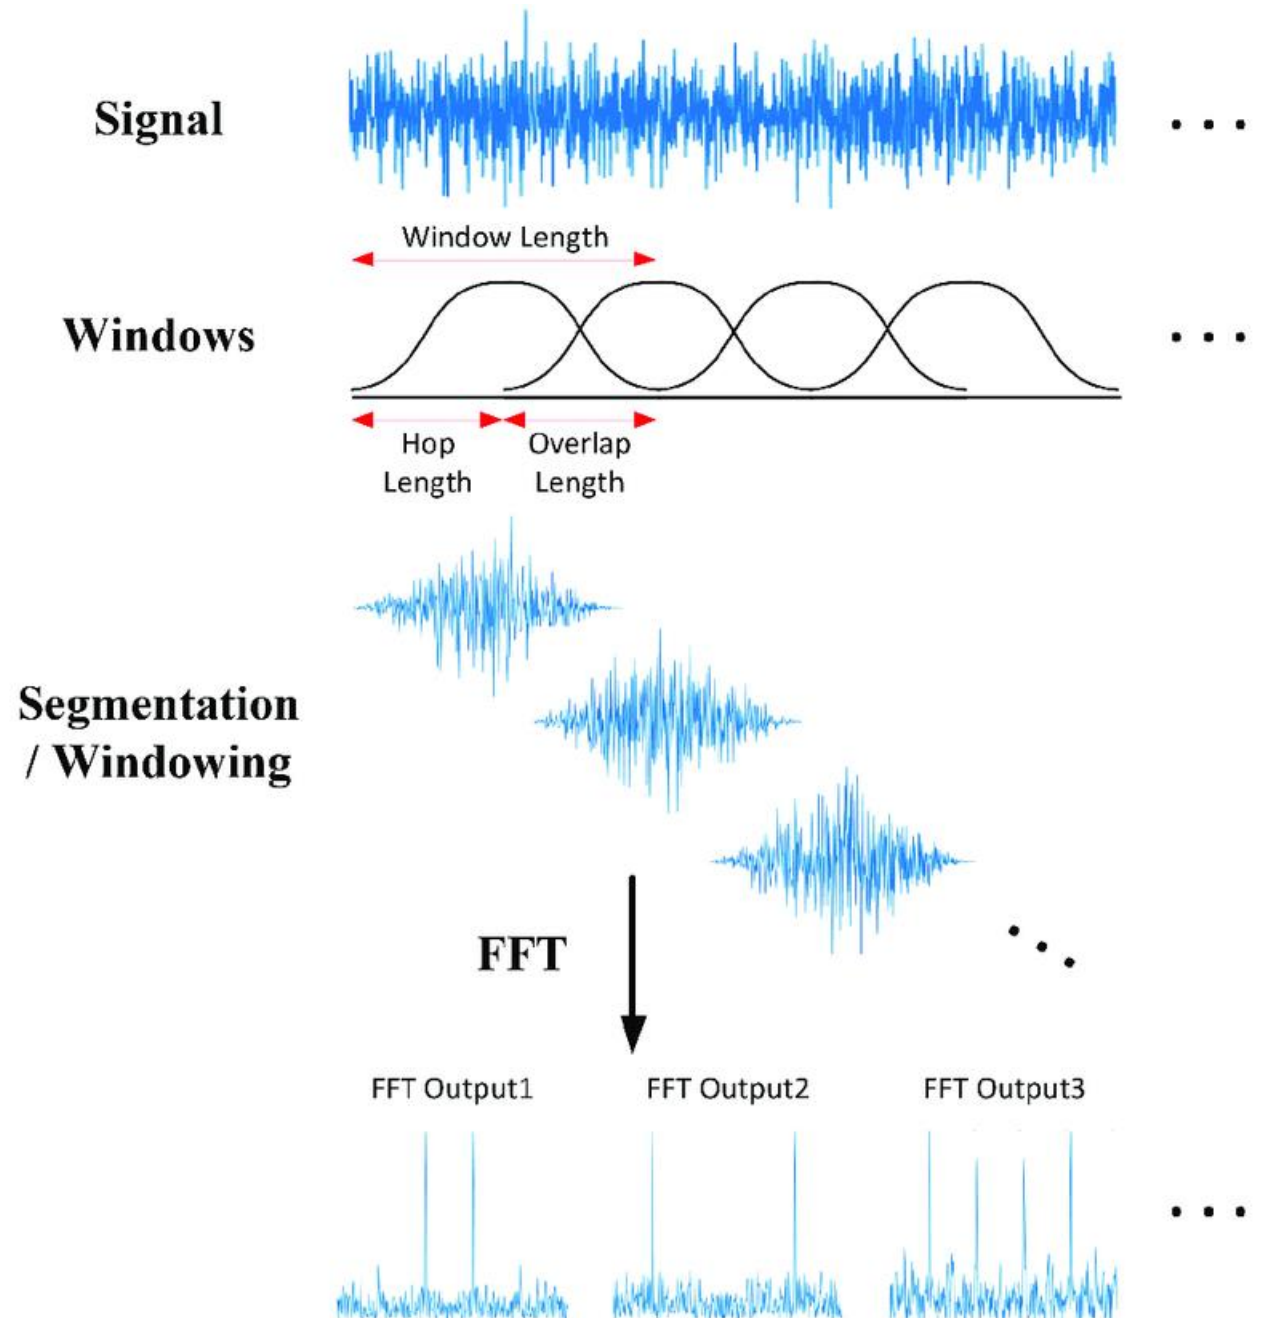 Signal
Window Length
Windows
Hop
Length
Overlap
Length
Segmentation
/ Windowing
FFT
FFT Output1
FFT Output2
FFT Output3